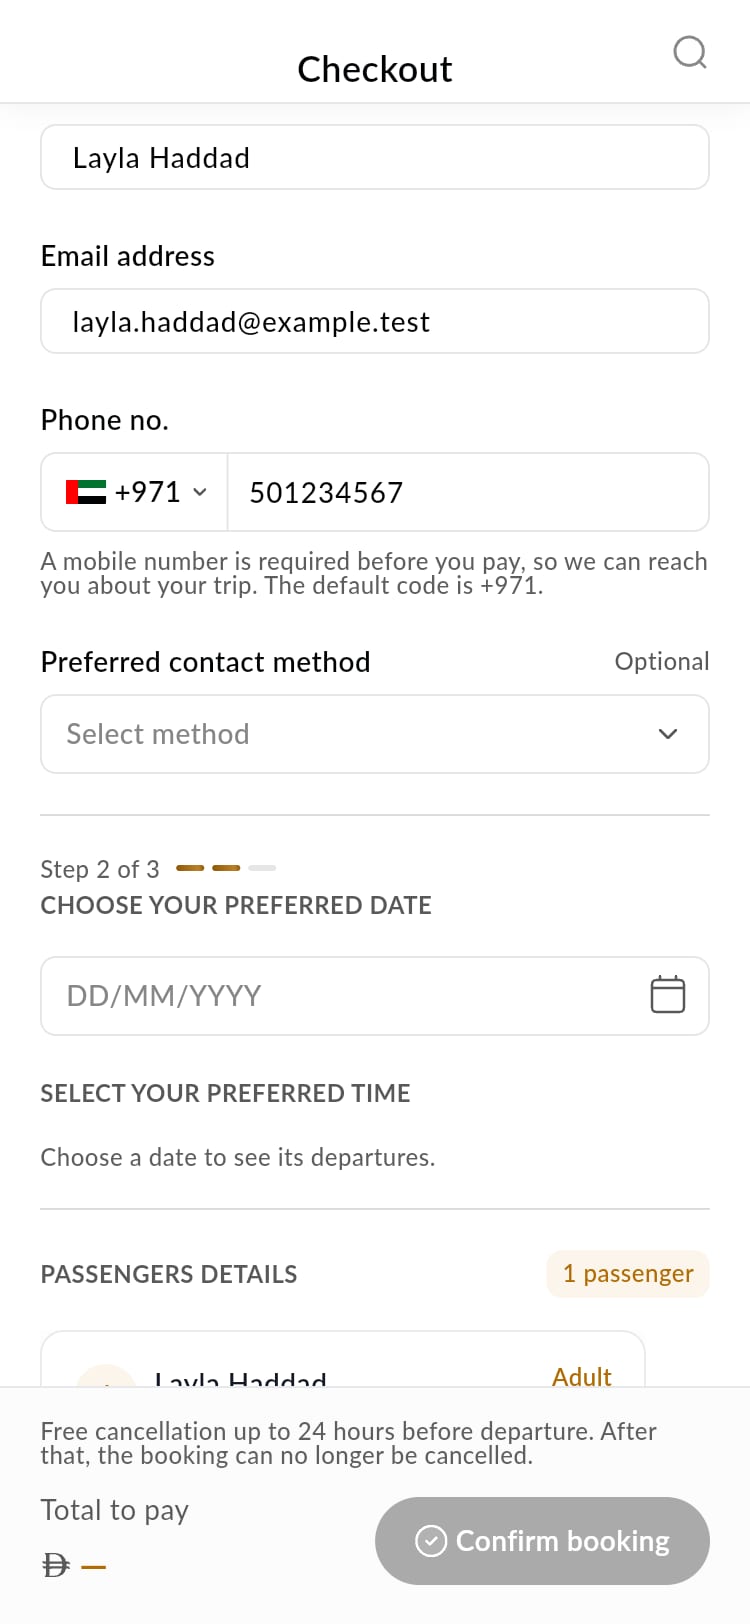 Checkout
Layla Haddad
Email address
layla.haddad@example.test
Phone no.
+971
501234567
A mobile number is required before you pay, so we can reach
you about your trip. The default code is +971.
Preferred contact method
Optional
Select method
Step 2 of 3
CHOOSE YOUR PREFERRED DATE
DD/MM/YYYY
SELECT YOUR PREFERRED TIME
Choose a date to see its departures.
PASSENGERS DETAILS
1 passenger
Layla Haddad
Adult
Free cancellation up to 24 hours before departure. After
that, the booking can no longer be cancelled.
Total to pay
Confirm booking
—